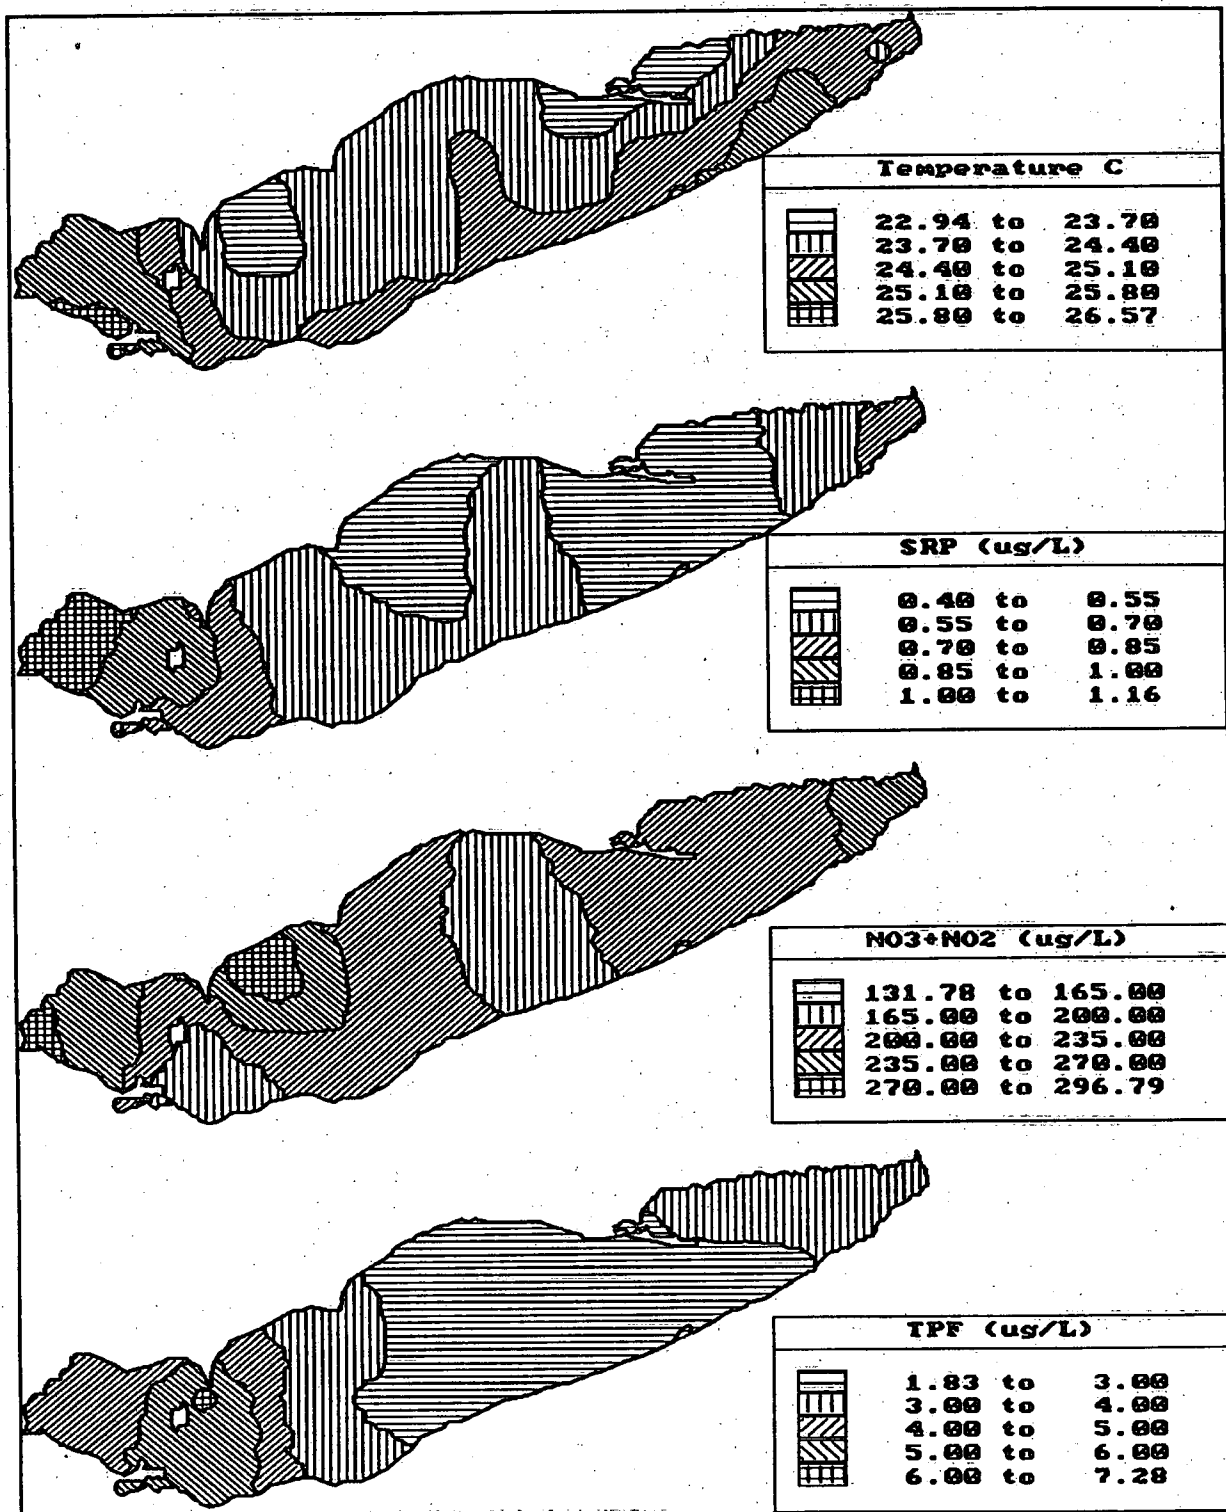 Temperature C
22.94 to 23.70
23.70 to 24.40
24.40 to 25.10
25.10 to 25.80
25.80 to 26.57
SRP (ug/L)
0.40 to 0.55
0.55 to 0.70
0.70 to 0.85
0.85 to 1.00
1.00 to 1.16
NO3+NO2 (ug/L)
131.78 to 165.00
165.00 to 200.00
200.00 to 235.00
235.00 to 270.00
270.00 to 296.79
TPF (ug/L)
1.83 to 3.00
3.00 to 4.00
4.00 to 5.00
5.00 to 6.00
6.00 to 7.28